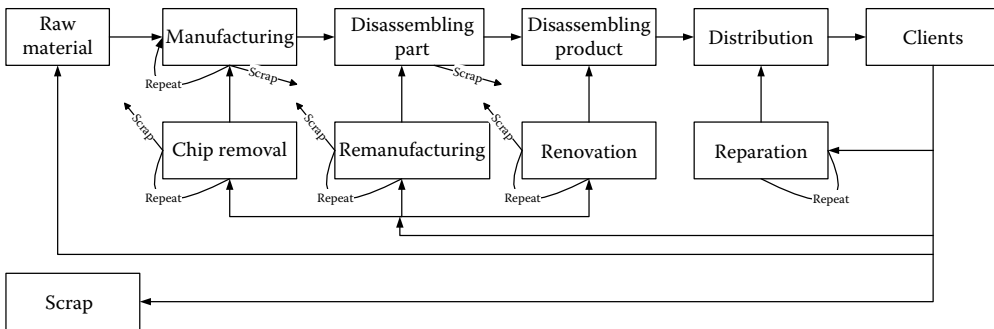 Raw
material
Manufacturing
Disassembling
part
Disassembling
product
Distribution
Clients
Repeat
Scrap
Scrap
Scrap
Scrap
Scrap
Chip removal
Remanufacturing
Renovation
Reparation
Repeat
Repeat
Repeat
Repeat
Scrap